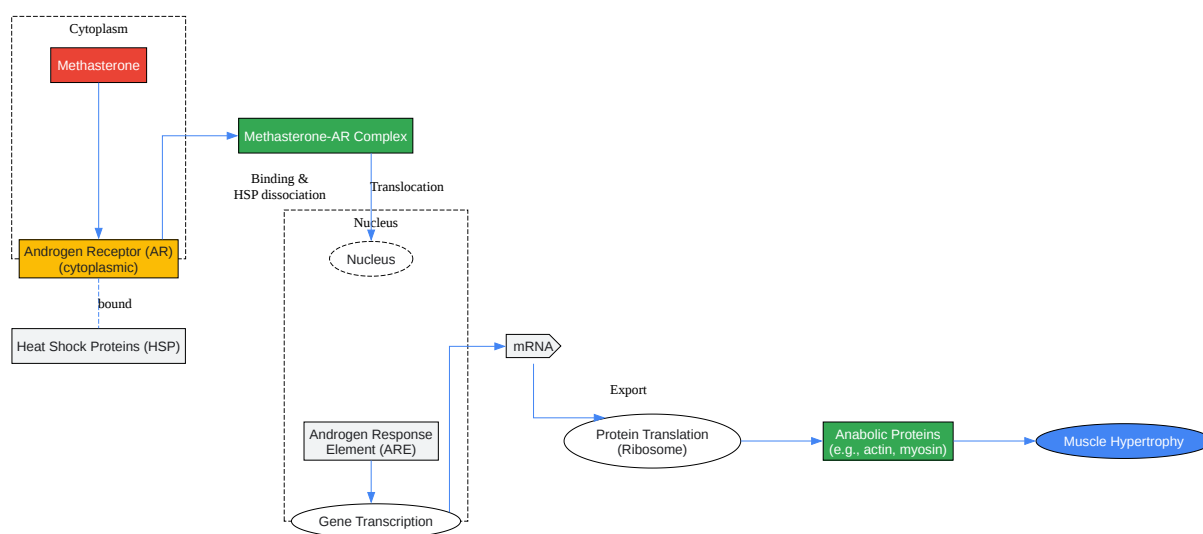 Cytoplasm
Methasterone
Methasterone-AR Complex
Binding &
HSP dissociation
Translocation
Nucleus
Androgen Receptor (AR)
(cytoplasmic)
Nucleus
bound
Heat Shock Proteins (HSP)
mRNA
Export
Androgen Response
Element (ARE)
Protein Translation
(Ribosome)
Anabolic Proteins
(e.g., actin, myosin)
Muscle Hypertrophy
Gene Transcription